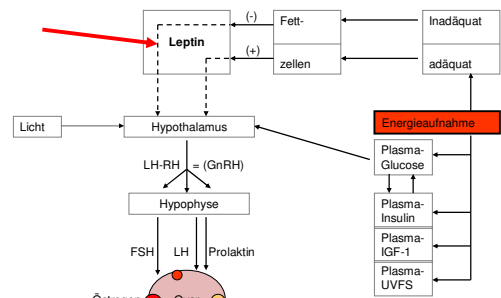 (-)
Fett-
Inadäquat
Leptin
(+)
zellen
adäquat
Energieaufnahme
Licht
Hypothalamus
Plasma-
Glucose
LH-RH
= (GnRH)
Hypophyse
Plasma-
Insulin
Plasma-
IGF-1
FSH
LH
Prolaktin
Plasma-
UVFS